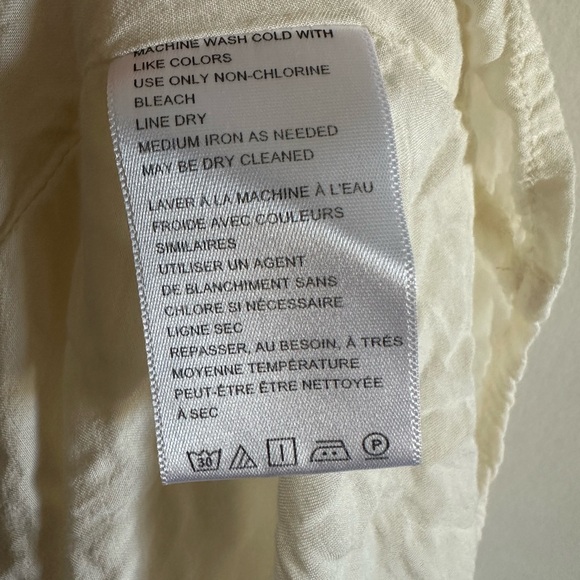 MACHINE WASH COLD WITH
LIKE COLORS
USE ONLY NON-CHLORINE
BLEACH
LINE DRY
MEDIUM IRON AS NEEDED
MAY BE DRY CLEANED
LAVER À LA MACHINE À L'EAU
FROIDE AVEC COULEURS
SIMILAIRES
UTILISER UN AGENT
DE BLANCHIMENT SANS
CHLORE SI NÉCESSAIRE
LIGNE SEC
REPASSER, AU BESOIN, À TRÈS
MOYENNE TEMPÉRATURE
PEUT-ÊTRE ÊTRE NETTOYÉE
À SEC
30 P